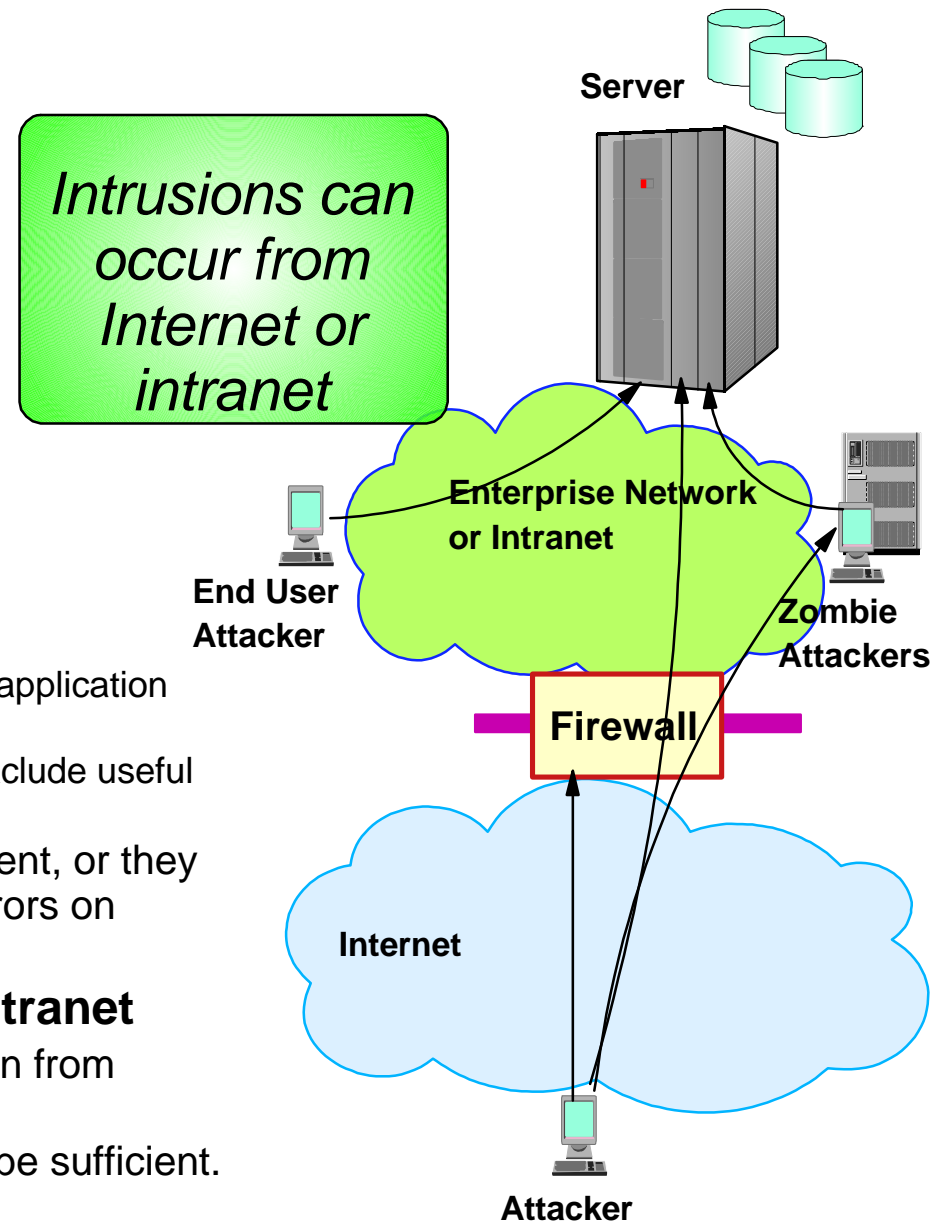 Server
Intrusions can
occur from
Internet or
intranet
Enterprise Network
or Intranet
End User
Attacker
Zombie
Attackers
application
Firewall
clude useful
ent, or they
rors on
Internet
tranet
n from
be sufficient.
Attacker